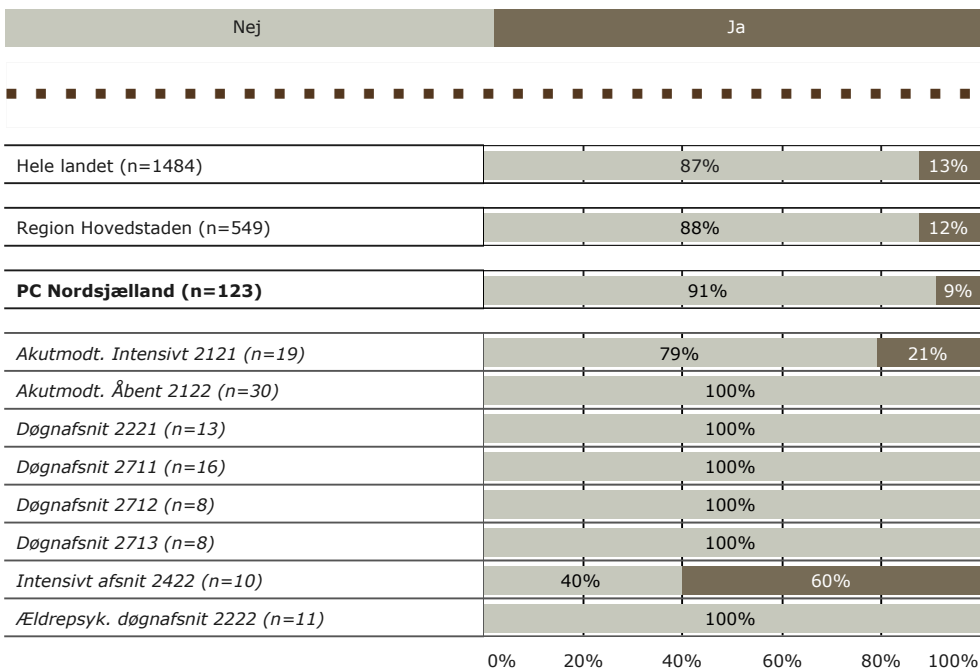 Nej Ja
Hele landet (n=1484) 87% 13%
Region Hovedstaden (n=549) 88% 12%
PC Nordsjælland (n=123) 91% 9%
Akutmodt. Intensivt 2121 (n=19) 79% 21%
Akutmodt. Åbent 2122 (n=30) 100%
Døgnafsnit 2221 (n=13) 100%
Døgnafsnit 2711 (n=16) 100%
Døgnafsnit 2712 (n=8) 100%
Døgnafsnit 2713 (n=8) 100%
Intensivt afsnit 2422 (n=10) 40% 60%
Ældrepsyk. døgnafsnit 2222 (n=11) 100%
0% 20% 40% 60% 80% 100%